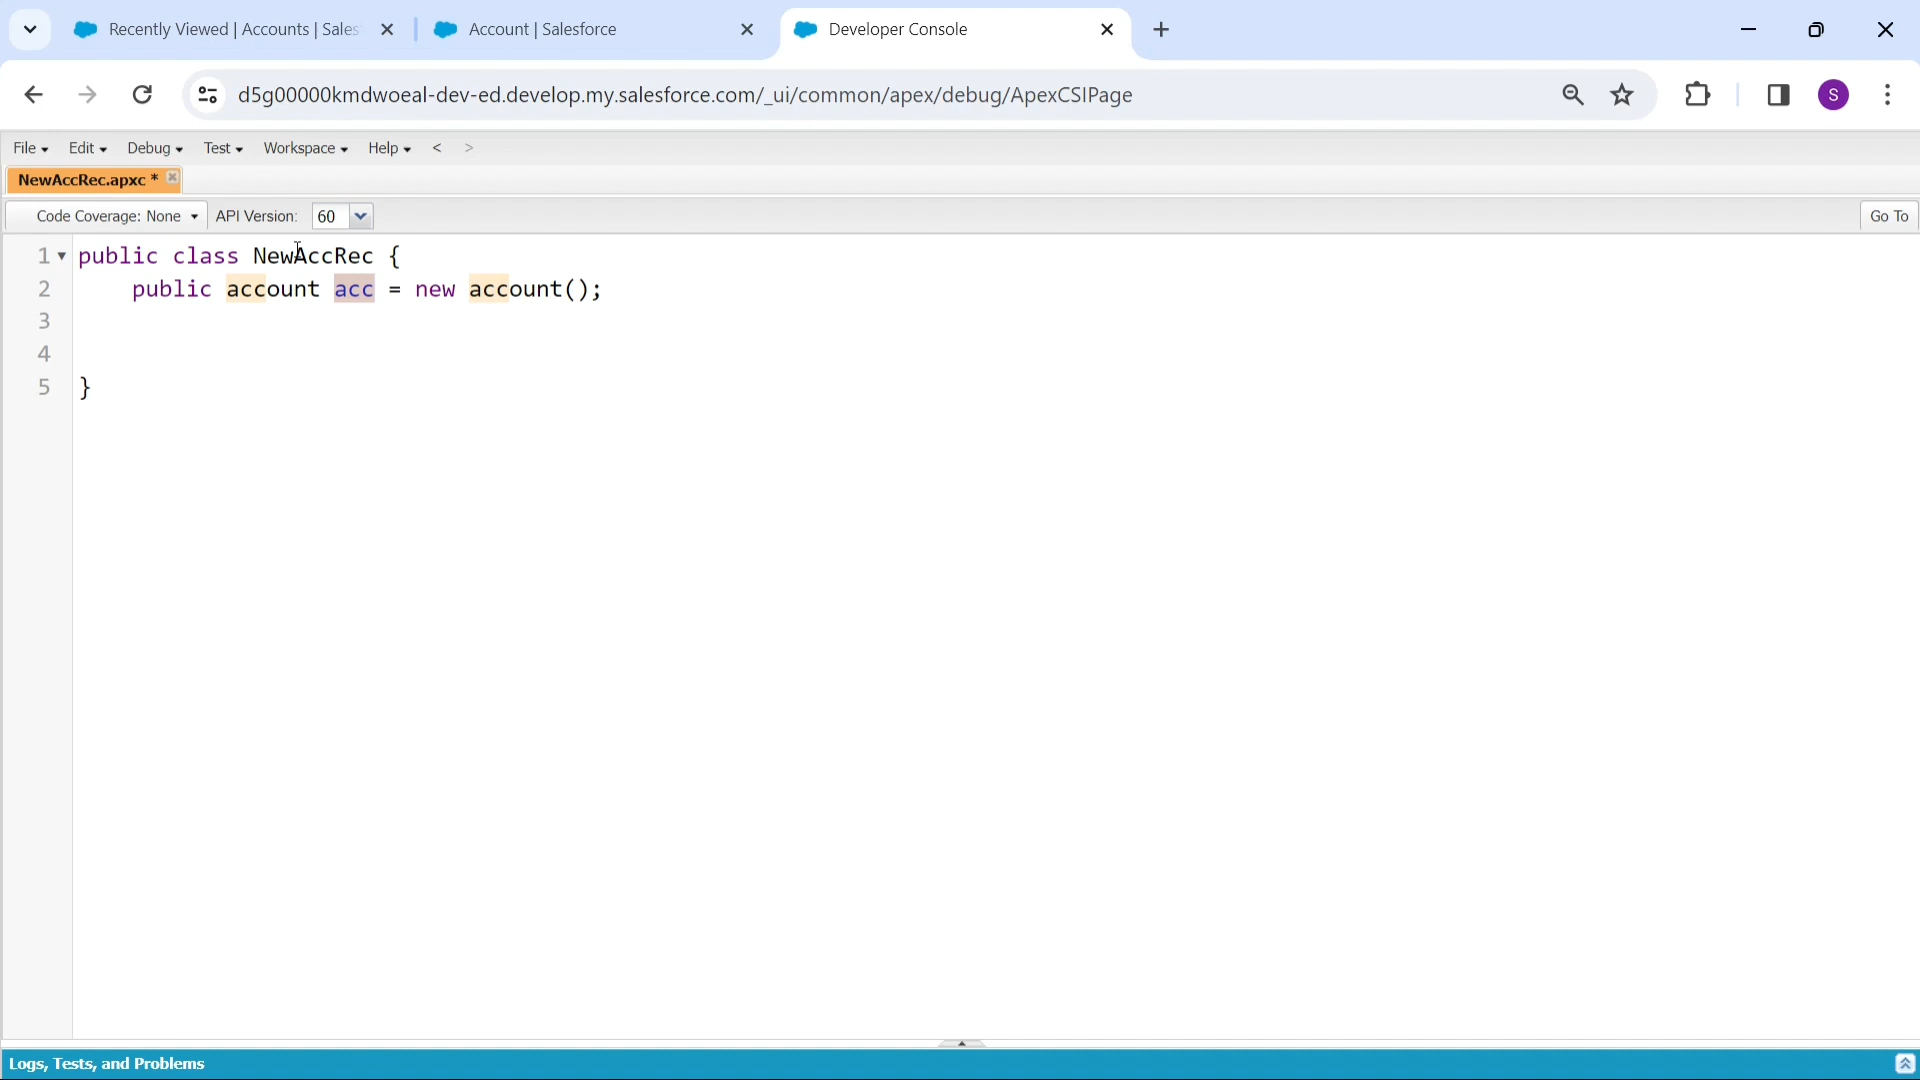 Recently Viewed | Accounts | Sales
Account | Salesforce
Developer Console
d5g00000kmdwoeal-dev-ed.develop.my.salesforce.com/_ui/common/apex/debug/ApexCSIPage
S
File Edit Debug Test Workspace Help < >
NewAccRec.apxc *
Code Coverage: None API Version: 60 Go To
1 public class NewAccRec {
2 public account acc = new account();
3
4
5 }
Logs, Tests, and Problems